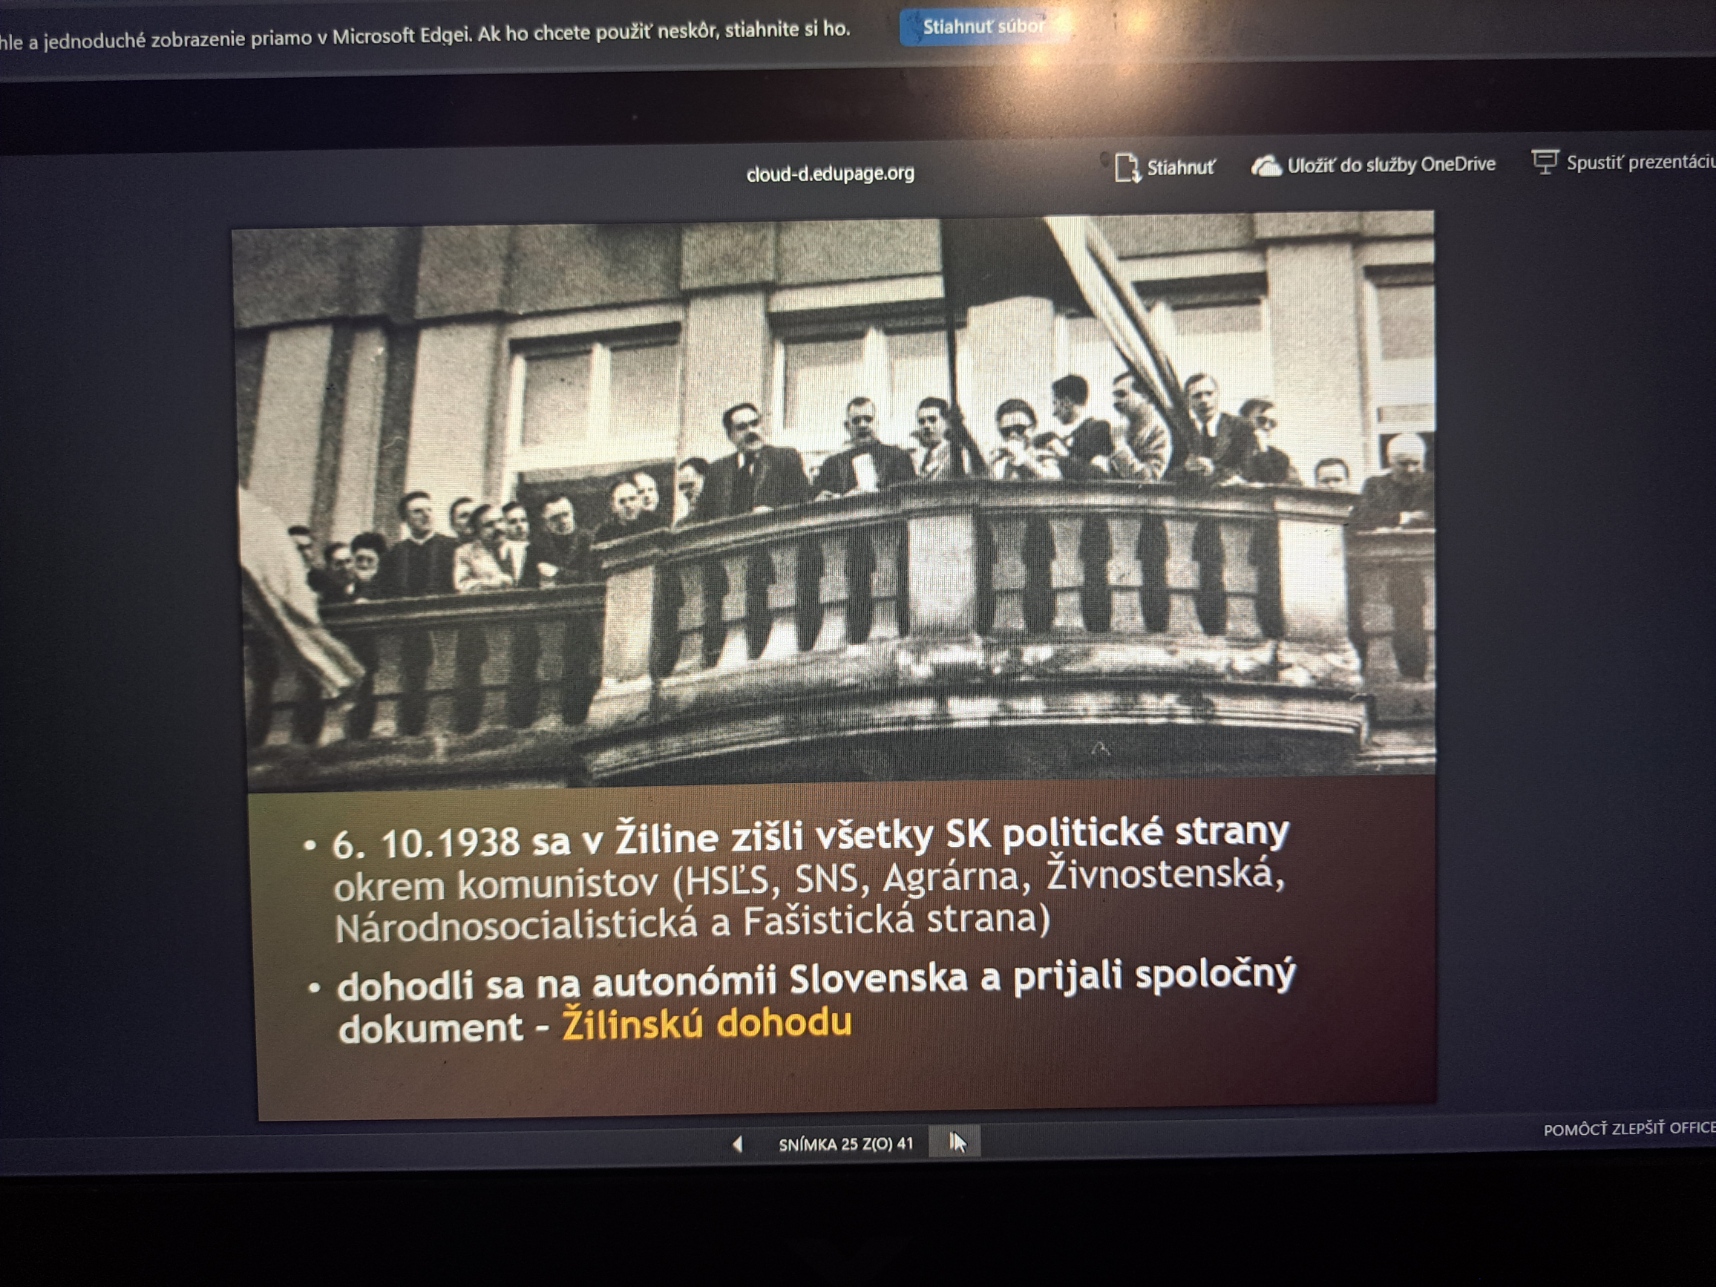 hle a jednoduché zobrazenie priamo v Microsoft Edgei. Ak ho chcete použiť neskôr, stiahnite si ho.
Stiahnuť súbor
cloud-d.edupage.org
Stiahnuť
Uložiť do služby OneDrive
Spustiť prezentáciu
• 6. 10.1938 sa v Žiline zišli všetky SK politické strany
okrem komunistov (HSĽS, SNS, Agrárna, Živnostenská,
Národnosocialistická a Fašistická strana)
• dohodli sa na autonómii Slovenska a prijali spoločný
dokument - Žilinskú dohodu
SNÍMKA 25 Z(O) 41
POMÔCŤ ZLEPŠIŤ OFFICE